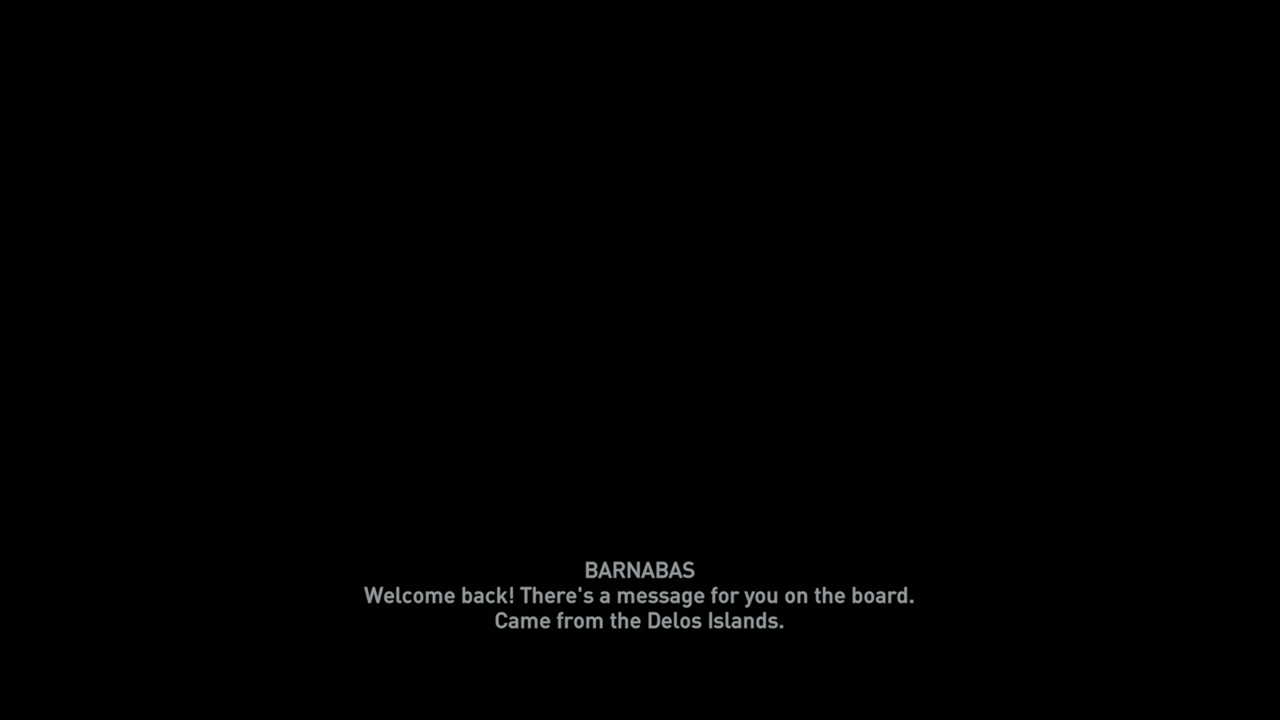 BARNABAS
Welcome back! There's a message for you on the board.
Came from the Delos Islands.